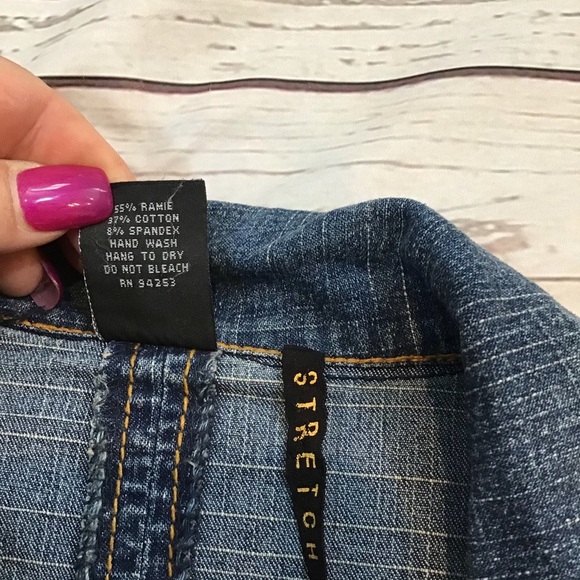 55% RAMIE
37% COTTON
8% SPANDEX
HAND WASH
HANG TO DRY
DO NOT BLEACH
RN 94253
STRETCH